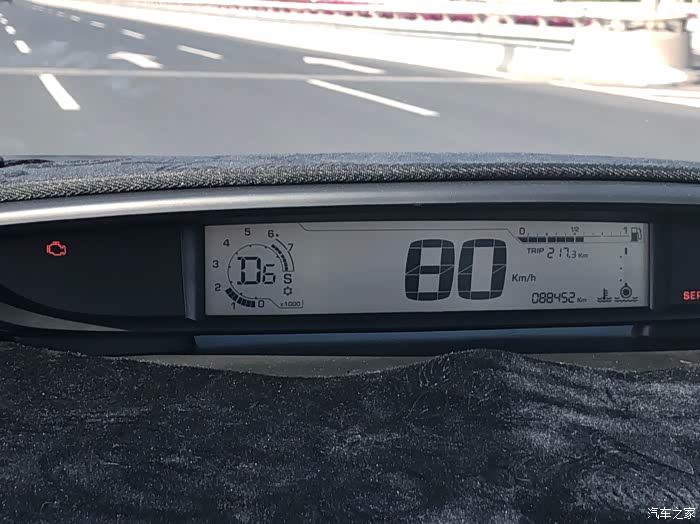 5 6
4 7
3 D6 S
2
1 0 x1000
80 Km/h
0 1/2 1
TRIP 217.3 Km
088452 Km
SER
汽车之家